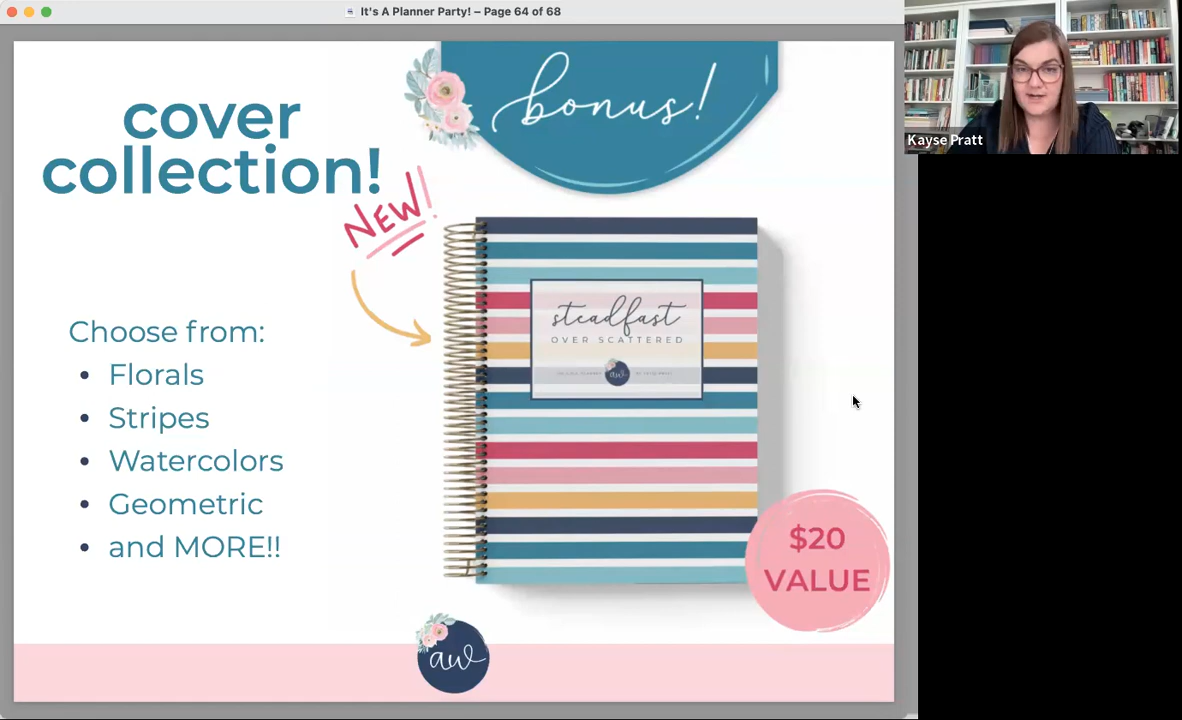 It's A Planner Party! – Page 64 of 68
Kayse Pratt
bonus!
cover
collection!
NEW!
steadfast
OVER SCATTERED
aw
Choose from:
• Florals
• Stripes
• Watercolors
• Geometric
• and MORE!!
$20
VALUE
aw